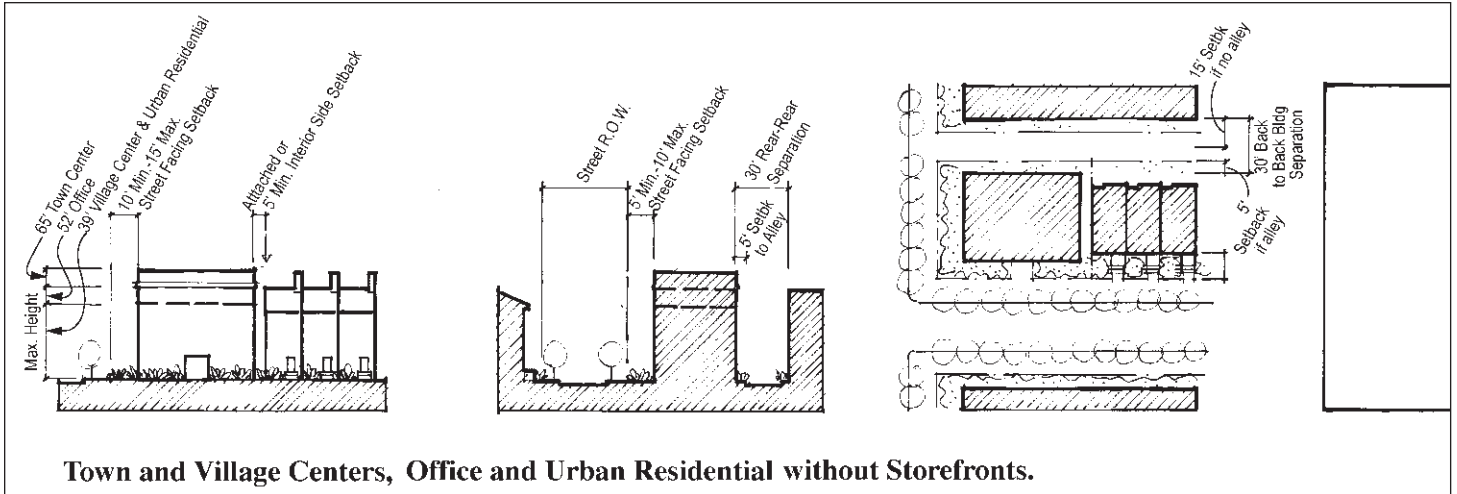 65' Town Center
52' Office
39' Village Center & Urban Residential
10' Min.-15' Max.
Street Facing Setback
Atttached or
5' Min. Interior Side Setback
Max. Height
Street R.O.W.
5' Min.-10' Max.
Street Facing Setback
30' Rear-Rear
Separation
5' Setbk
to Alley
15' Setbk
if no alley
30' Back
to Back Bldg
Separation
5'
Setback
if alley
Town and Village Centers, Office and Urban Residential without Storefronts.